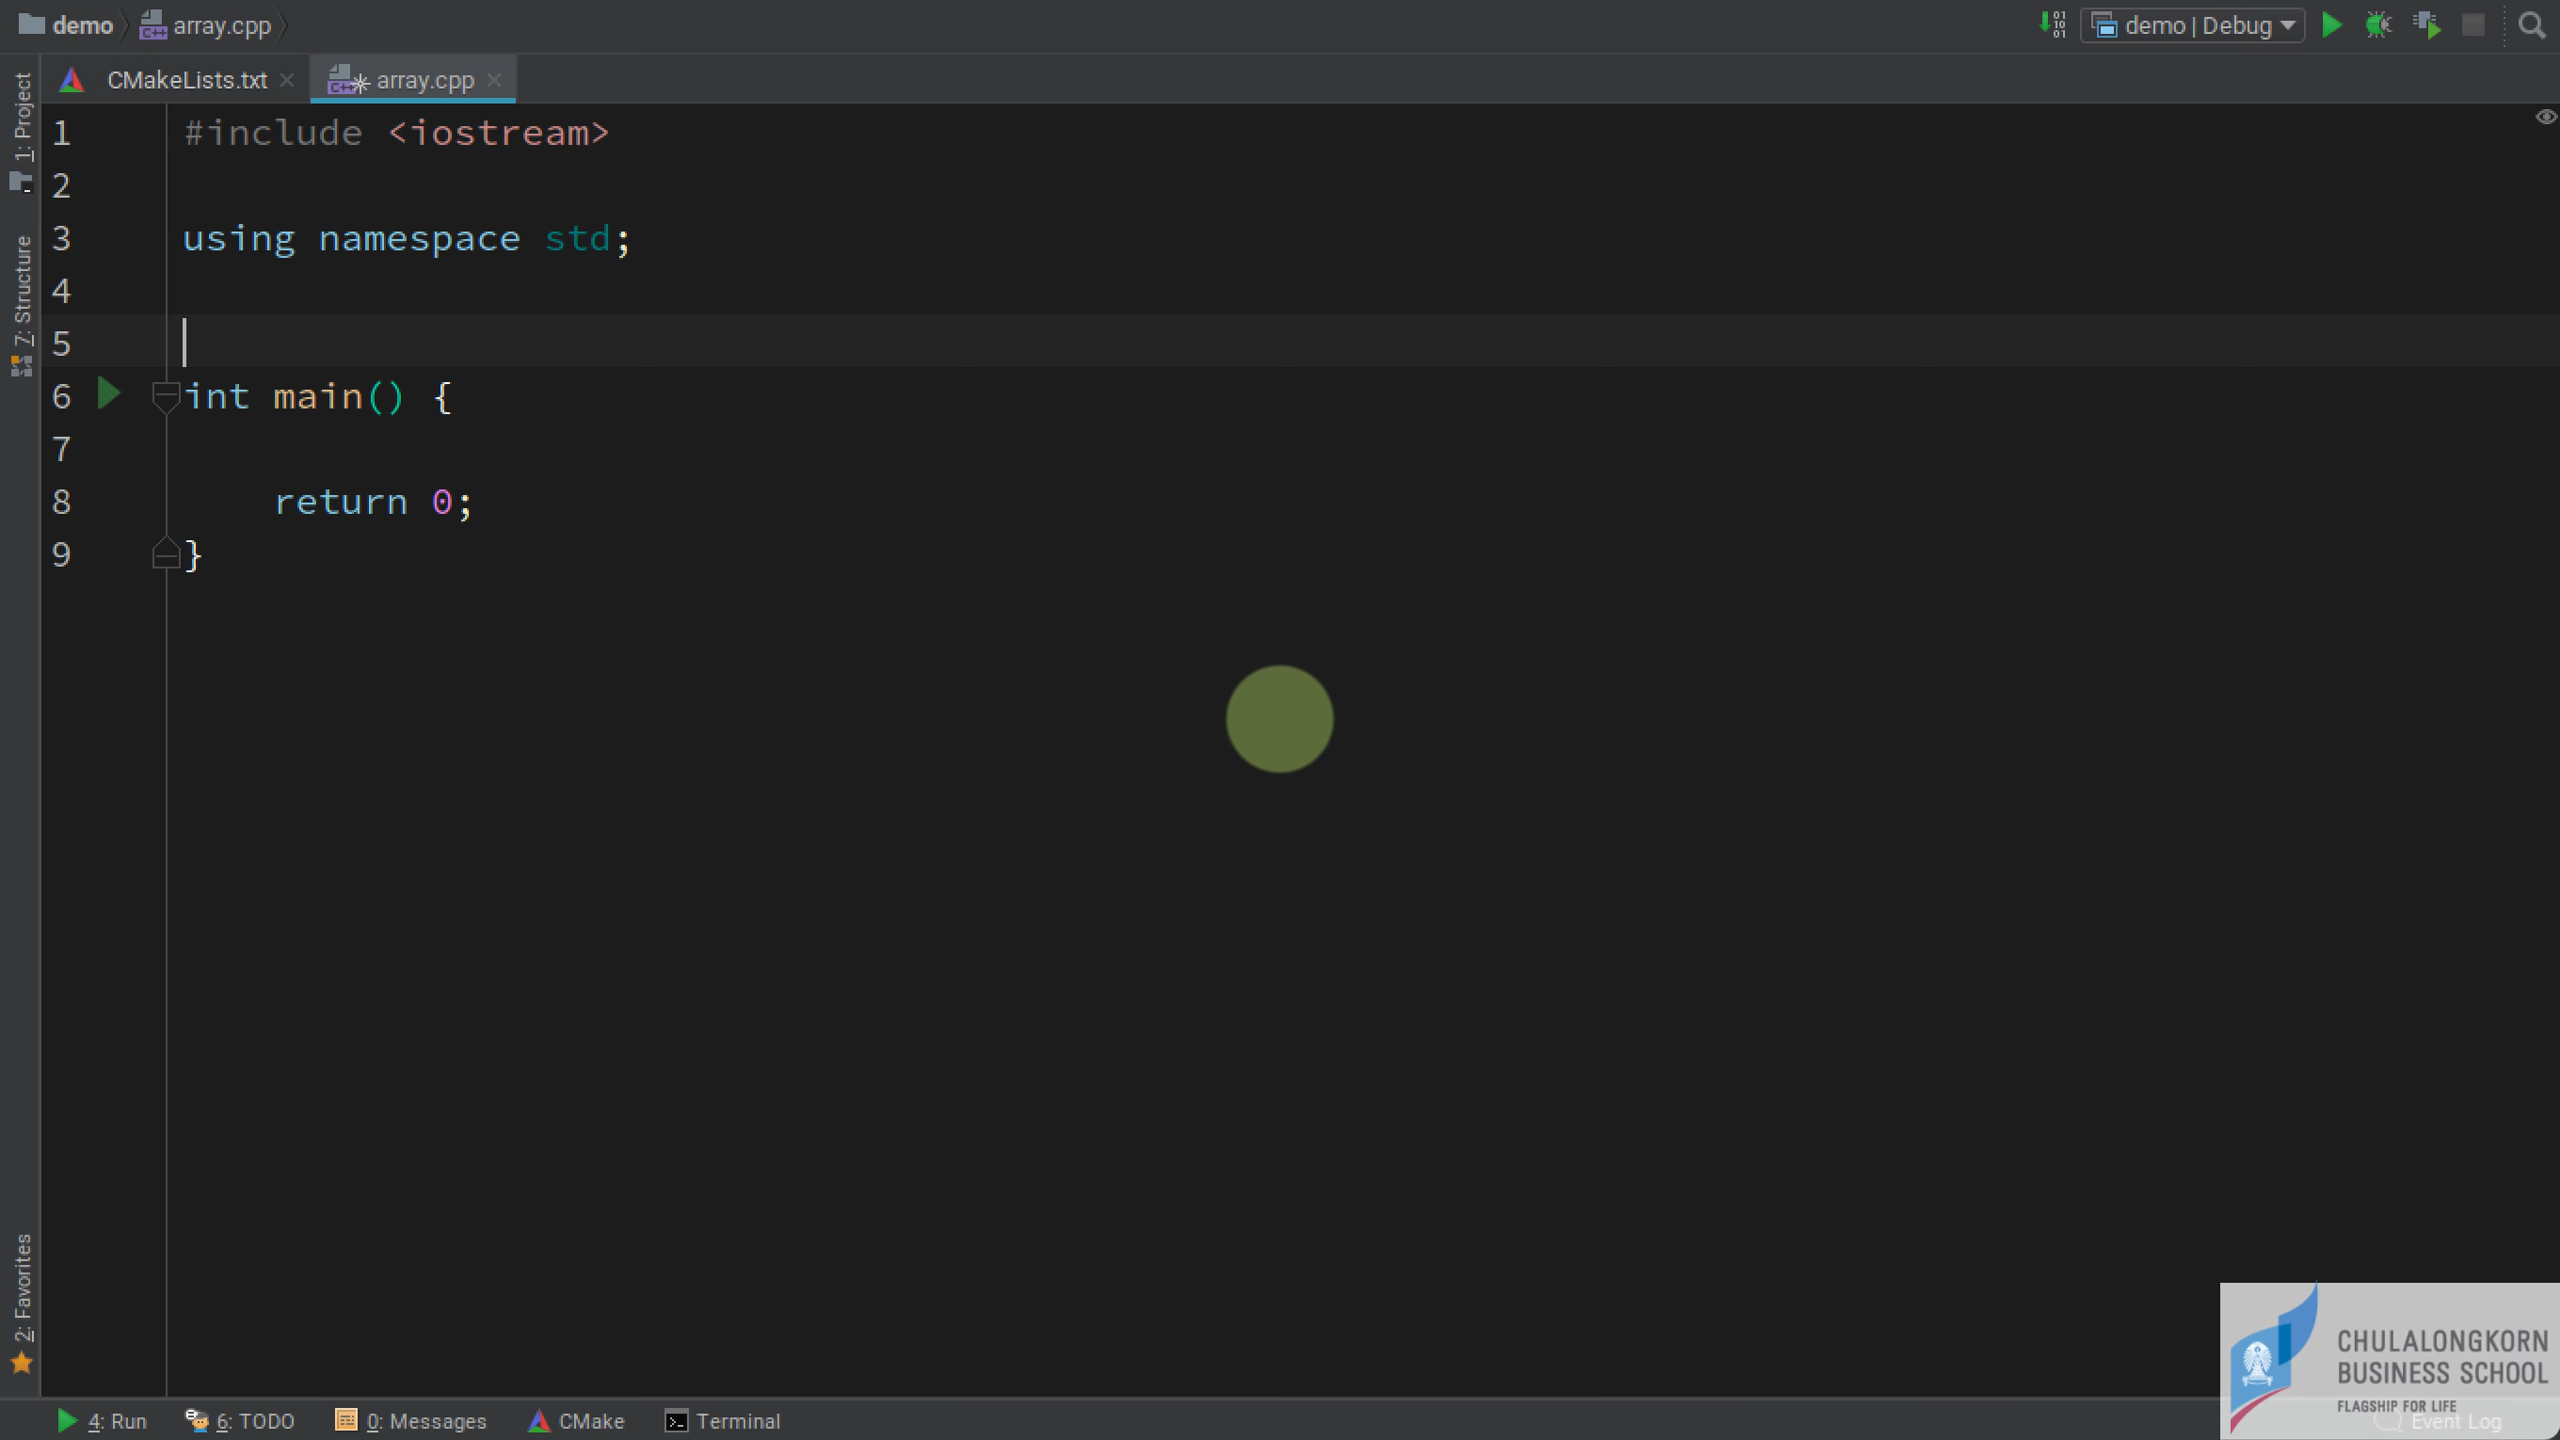 demo
array.cpp
demo | Debug
CMakeLists.txt
array.cpp
1: Project
7: Structure
2: Favorites
1 #include <iostream>
2
3 using namespace std;
4
5
6 int main() {
7
8 return 0;
9 }
CHULALONGKORN
BUSINESS SCHOOL
FLAGSHIP FOR LIFE
4: Run
6: TODO
0: Messages
CMake
Terminal
Event Log